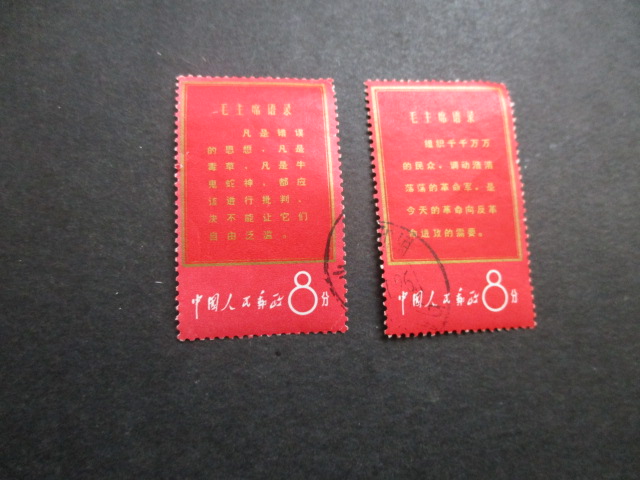 毛主席语录
凡是错误
的思想，凡是
毒草，凡是牛
鬼蛇神，都应
该进行批判，
决不能让它们
自由泛滥。
中国人民邮政 8分
毛主席语录
组织千千万万
的民众，调动浩浩
荡荡的革命军，是
今天的革命向反革
命进攻的需要。
中国人民邮政 8分